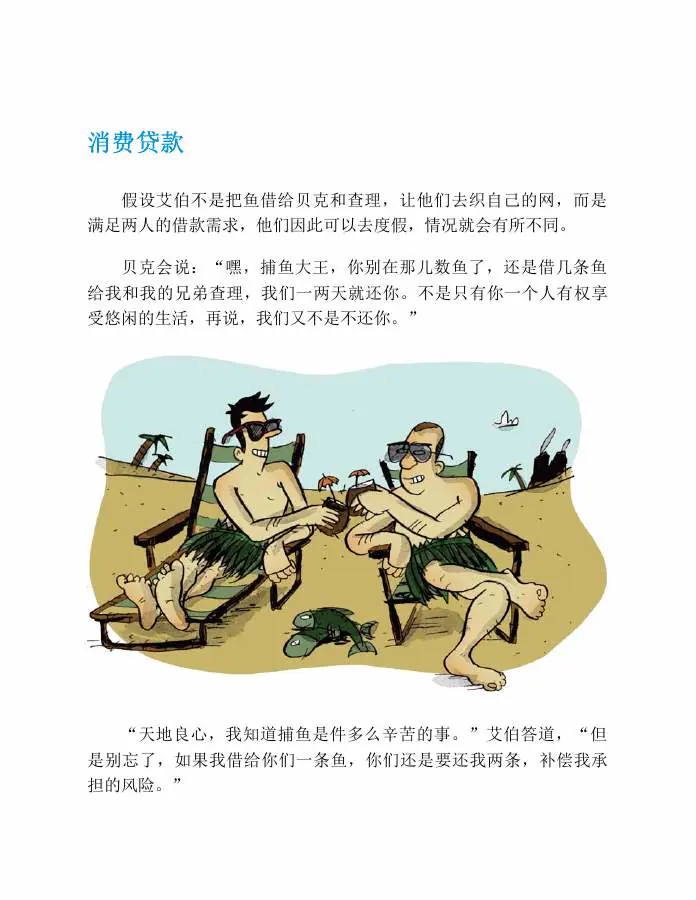 消费贷款
假设艾伯不是把鱼借给贝克和查理，让他们去织自己的网，而是
满足两人的借款需求，他们因此可以去度假，情况就会有所不同。
贝克会说：“嘿，捕鱼大王，你别在那儿数鱼了，还是借几条鱼
给我和我的兄弟查理，我们一两天就还你。不是只有你一个人有权享
受悠闲的生活，再说，我们又不是不还你。”
“天地良心，我知道捕鱼是件多么辛苦的事。”艾伯答道，“但
是别忘了，如果我借给你们一条鱼，你们还是要还我两条，补偿我承
担的风险。”